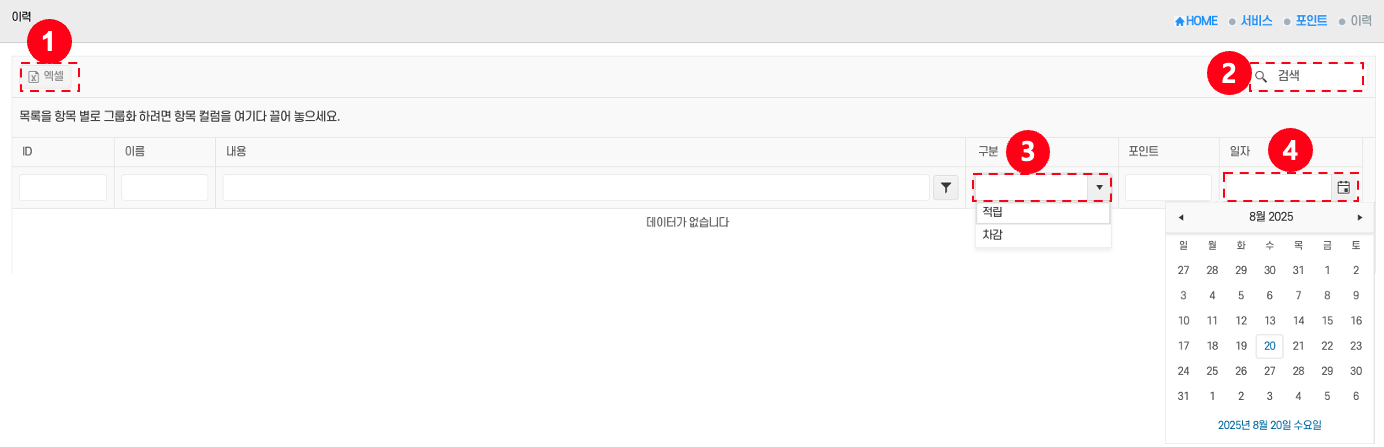 이력
HOME 서비스 포인트 이력
1
엑셀
2
검색
목록을 항목 별로 그룹화 하려면 항목 컬럼을 여기다 끌어 놓으세요.
ID 이름 내용 구분 3 포인트 일자 4
데이터가 없습니다
적립
차감
8월 2025
일 월 화 수 목 금 토
27 28 29 30 31 1 2
3 4 5 6 7 8 9
10 11 12 13 14 15 16
17 18 19 20 21 22 23
24 25 26 27 28 29 30
31 1 2 3 4 5 6
2025년 8월 20일 수요일